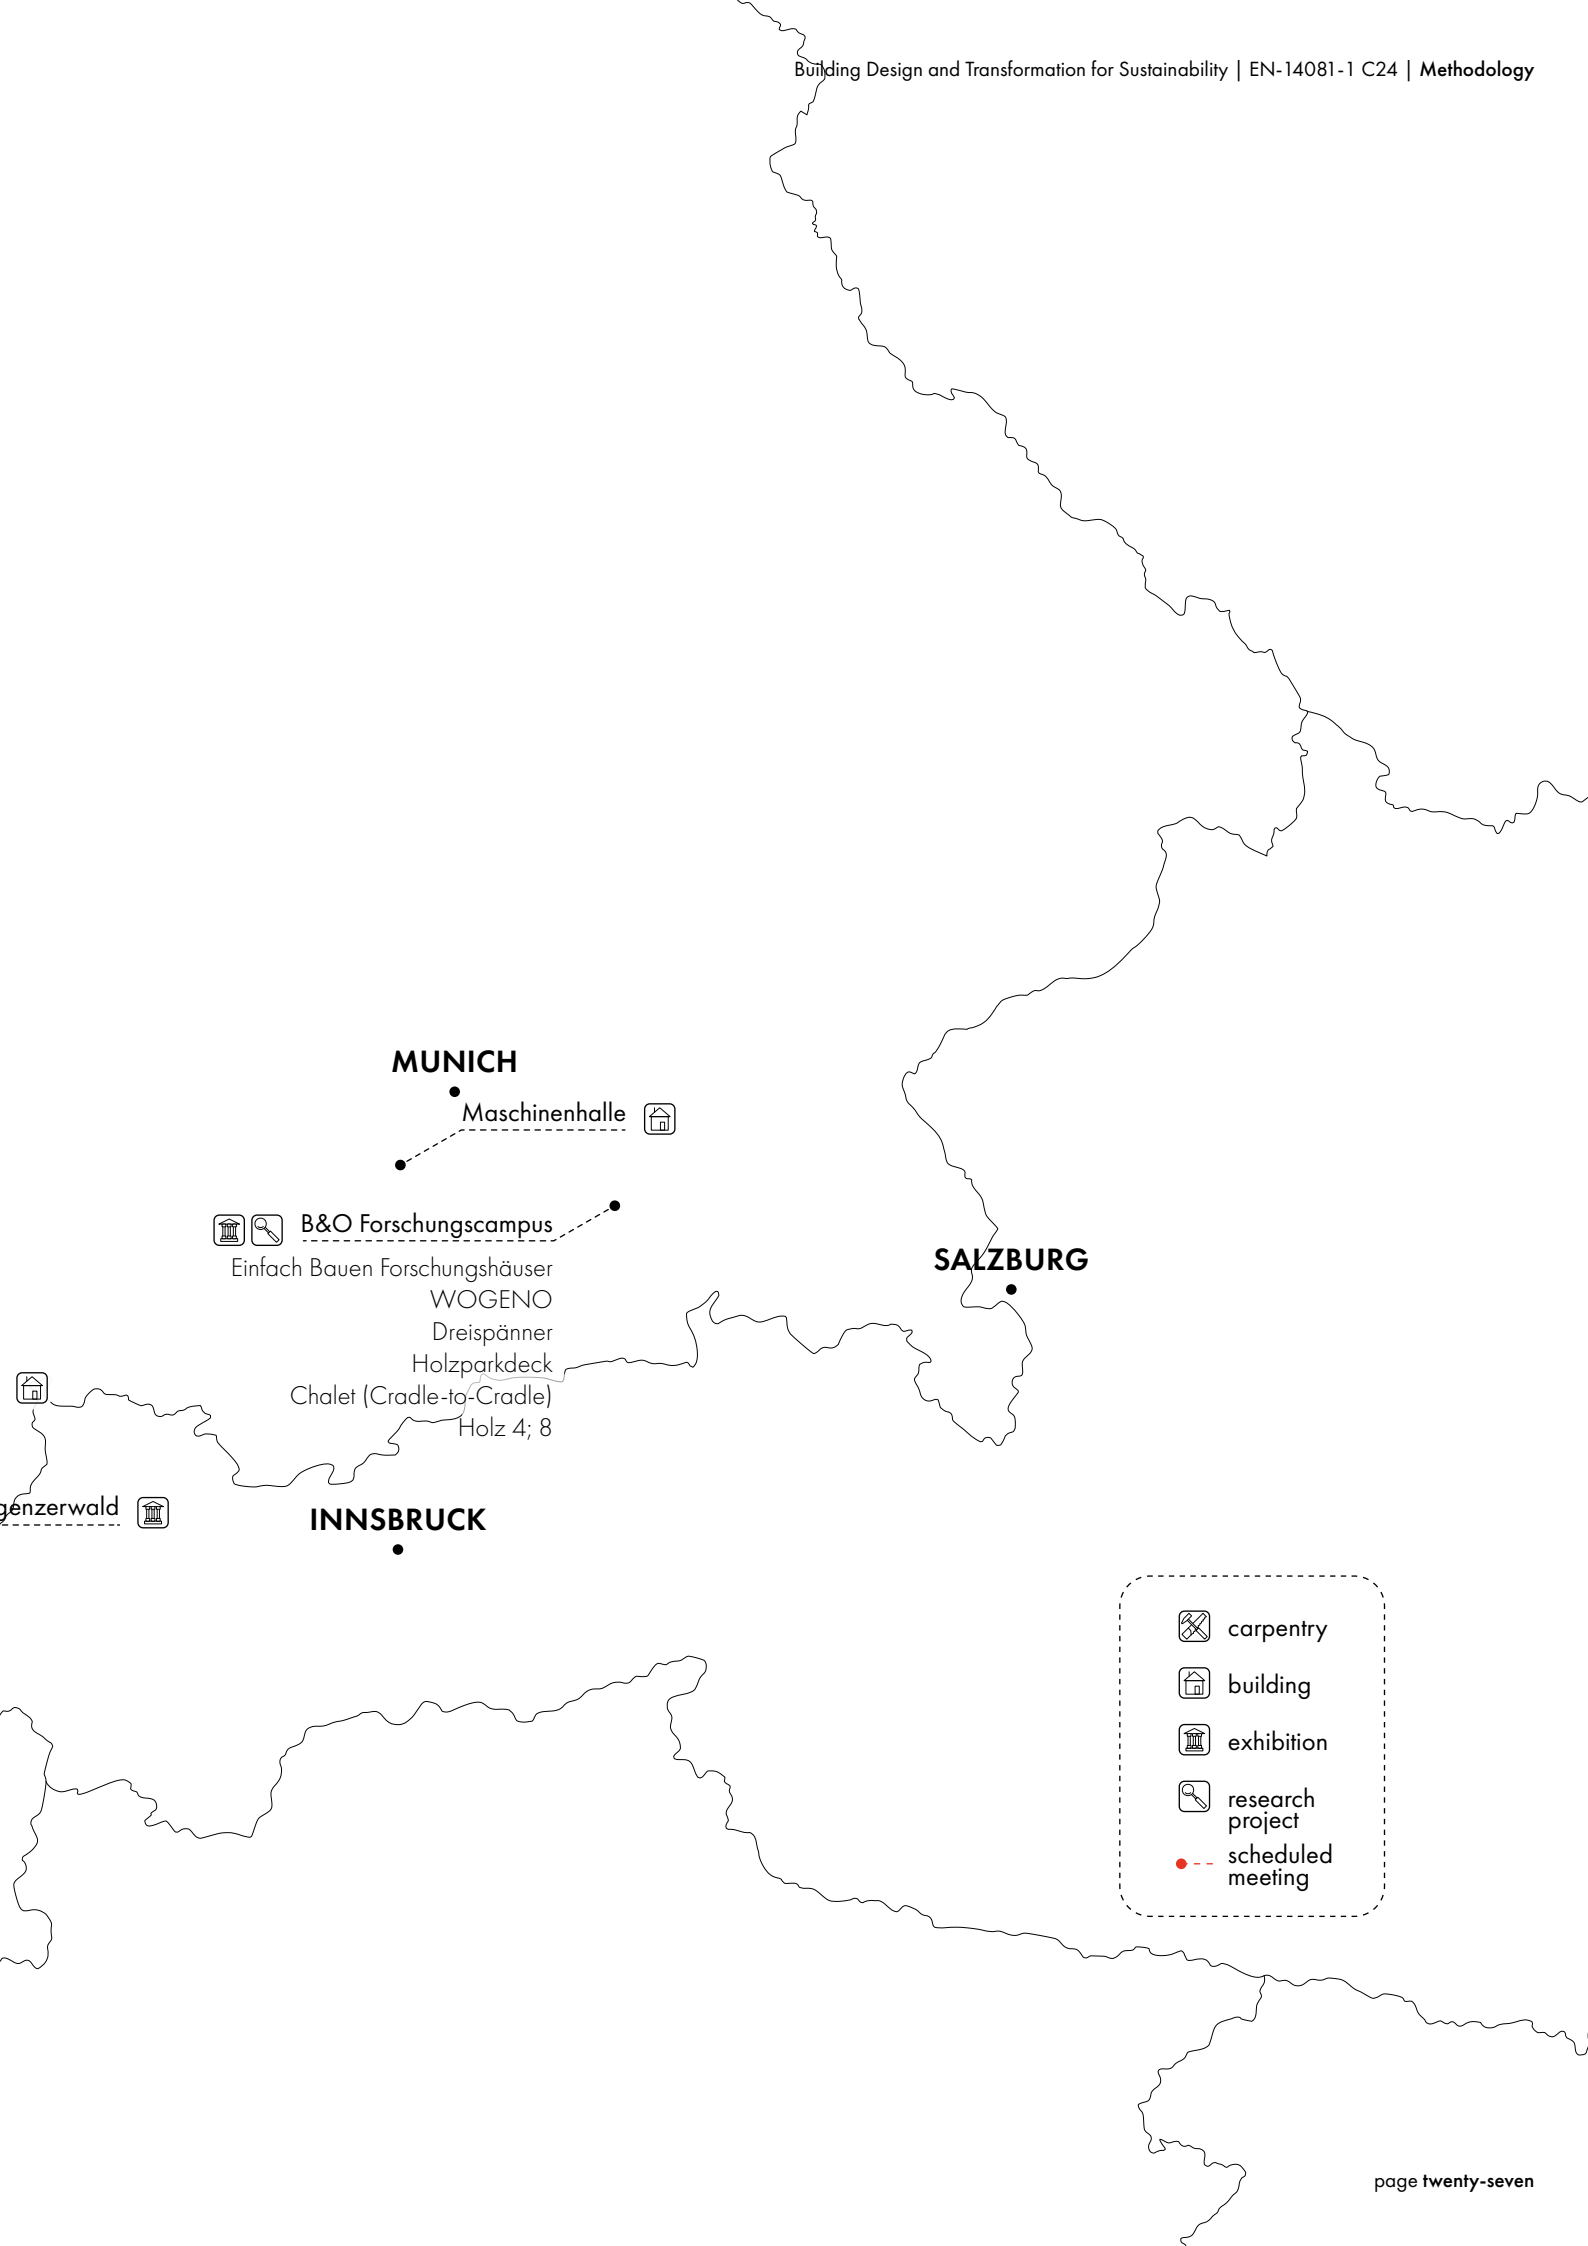 Building Design and Transformation for Sustainability | EN-14081-1 C24 | Methodology
MUNICH
Maschinenhalle
B&O Forschungscampus
Einfach Bauen Forschungshäuser
WOGENO
Dreispänner
Holzparkdeck
Chalet (Cradle-to-Cradle)
Holz 4; 8
SALZBURG
genzerwald
INNSBRUCK
carpentry
building
exhibition
research
project
scheduled
meeting
page twenty-seven